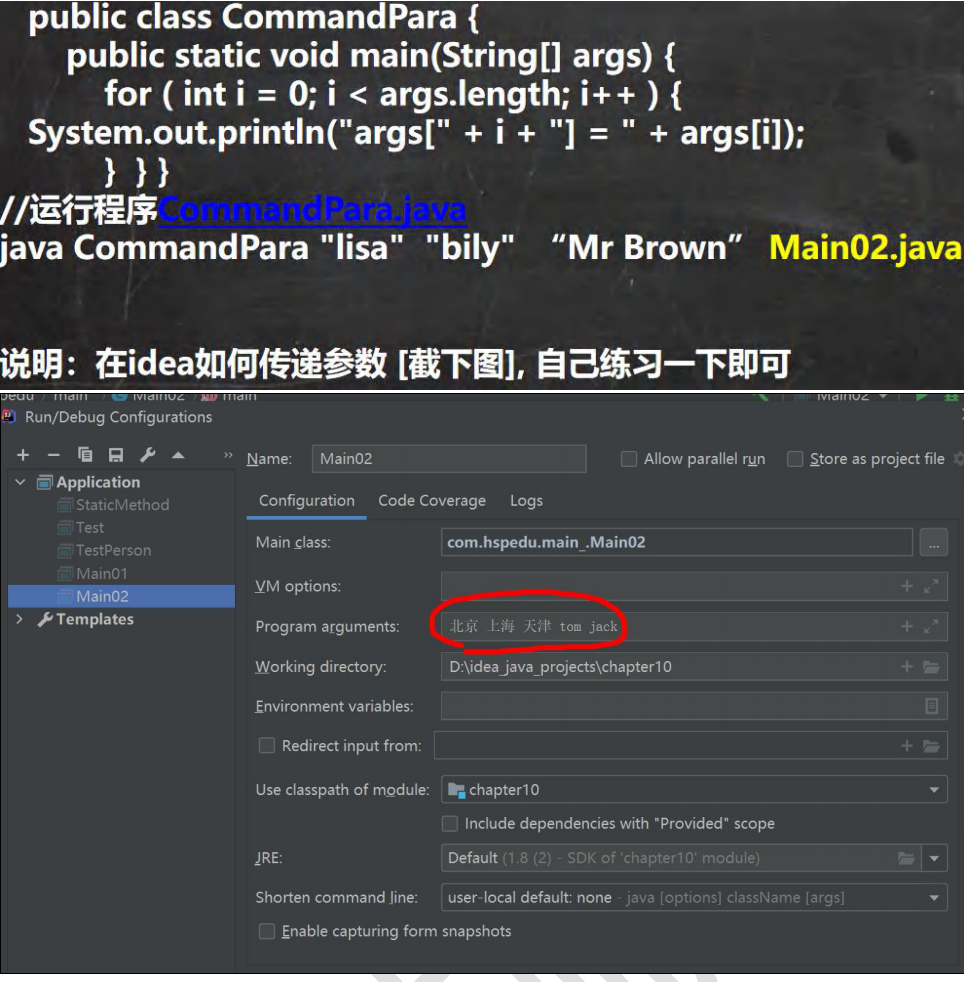 public class CommandPara {
public static void main(String[] args) {
for ( int i = 0; i < args.length; i++ ) {
System.out.println("args[" + i + "] = " + args[i]);
} } }
//运行程序CommandPara.java
java CommandPara "lisa" "bily" “Mr Brown” Main02.java
说明：在idea如何传递参数 [截下图], 自己练习一下即可
main Main02 main Main02
Run/Debug Configurations
Name: Main02 Allow parallel run Store as project file
Application
StaticMethod
Configuration Code Coverage Logs
Test
TestPerson
Main class: com.hspedu.main_.Main02 ...
Main01
VM options:
Main02
Templates
Program arguments: 北京 上海 天津 tom jack
Working directory: D:\idea_java_projects\chapter10
Environment variables:
Redirect input from:
Use classpath of module: chapter10
Include dependencies with "Provided" scope
JRE: Default (1.8 (2) - SDK of 'chapter10' module)
Shorten command line: user-local default: none - java [options] className [args]
Enable capturing form snapshots